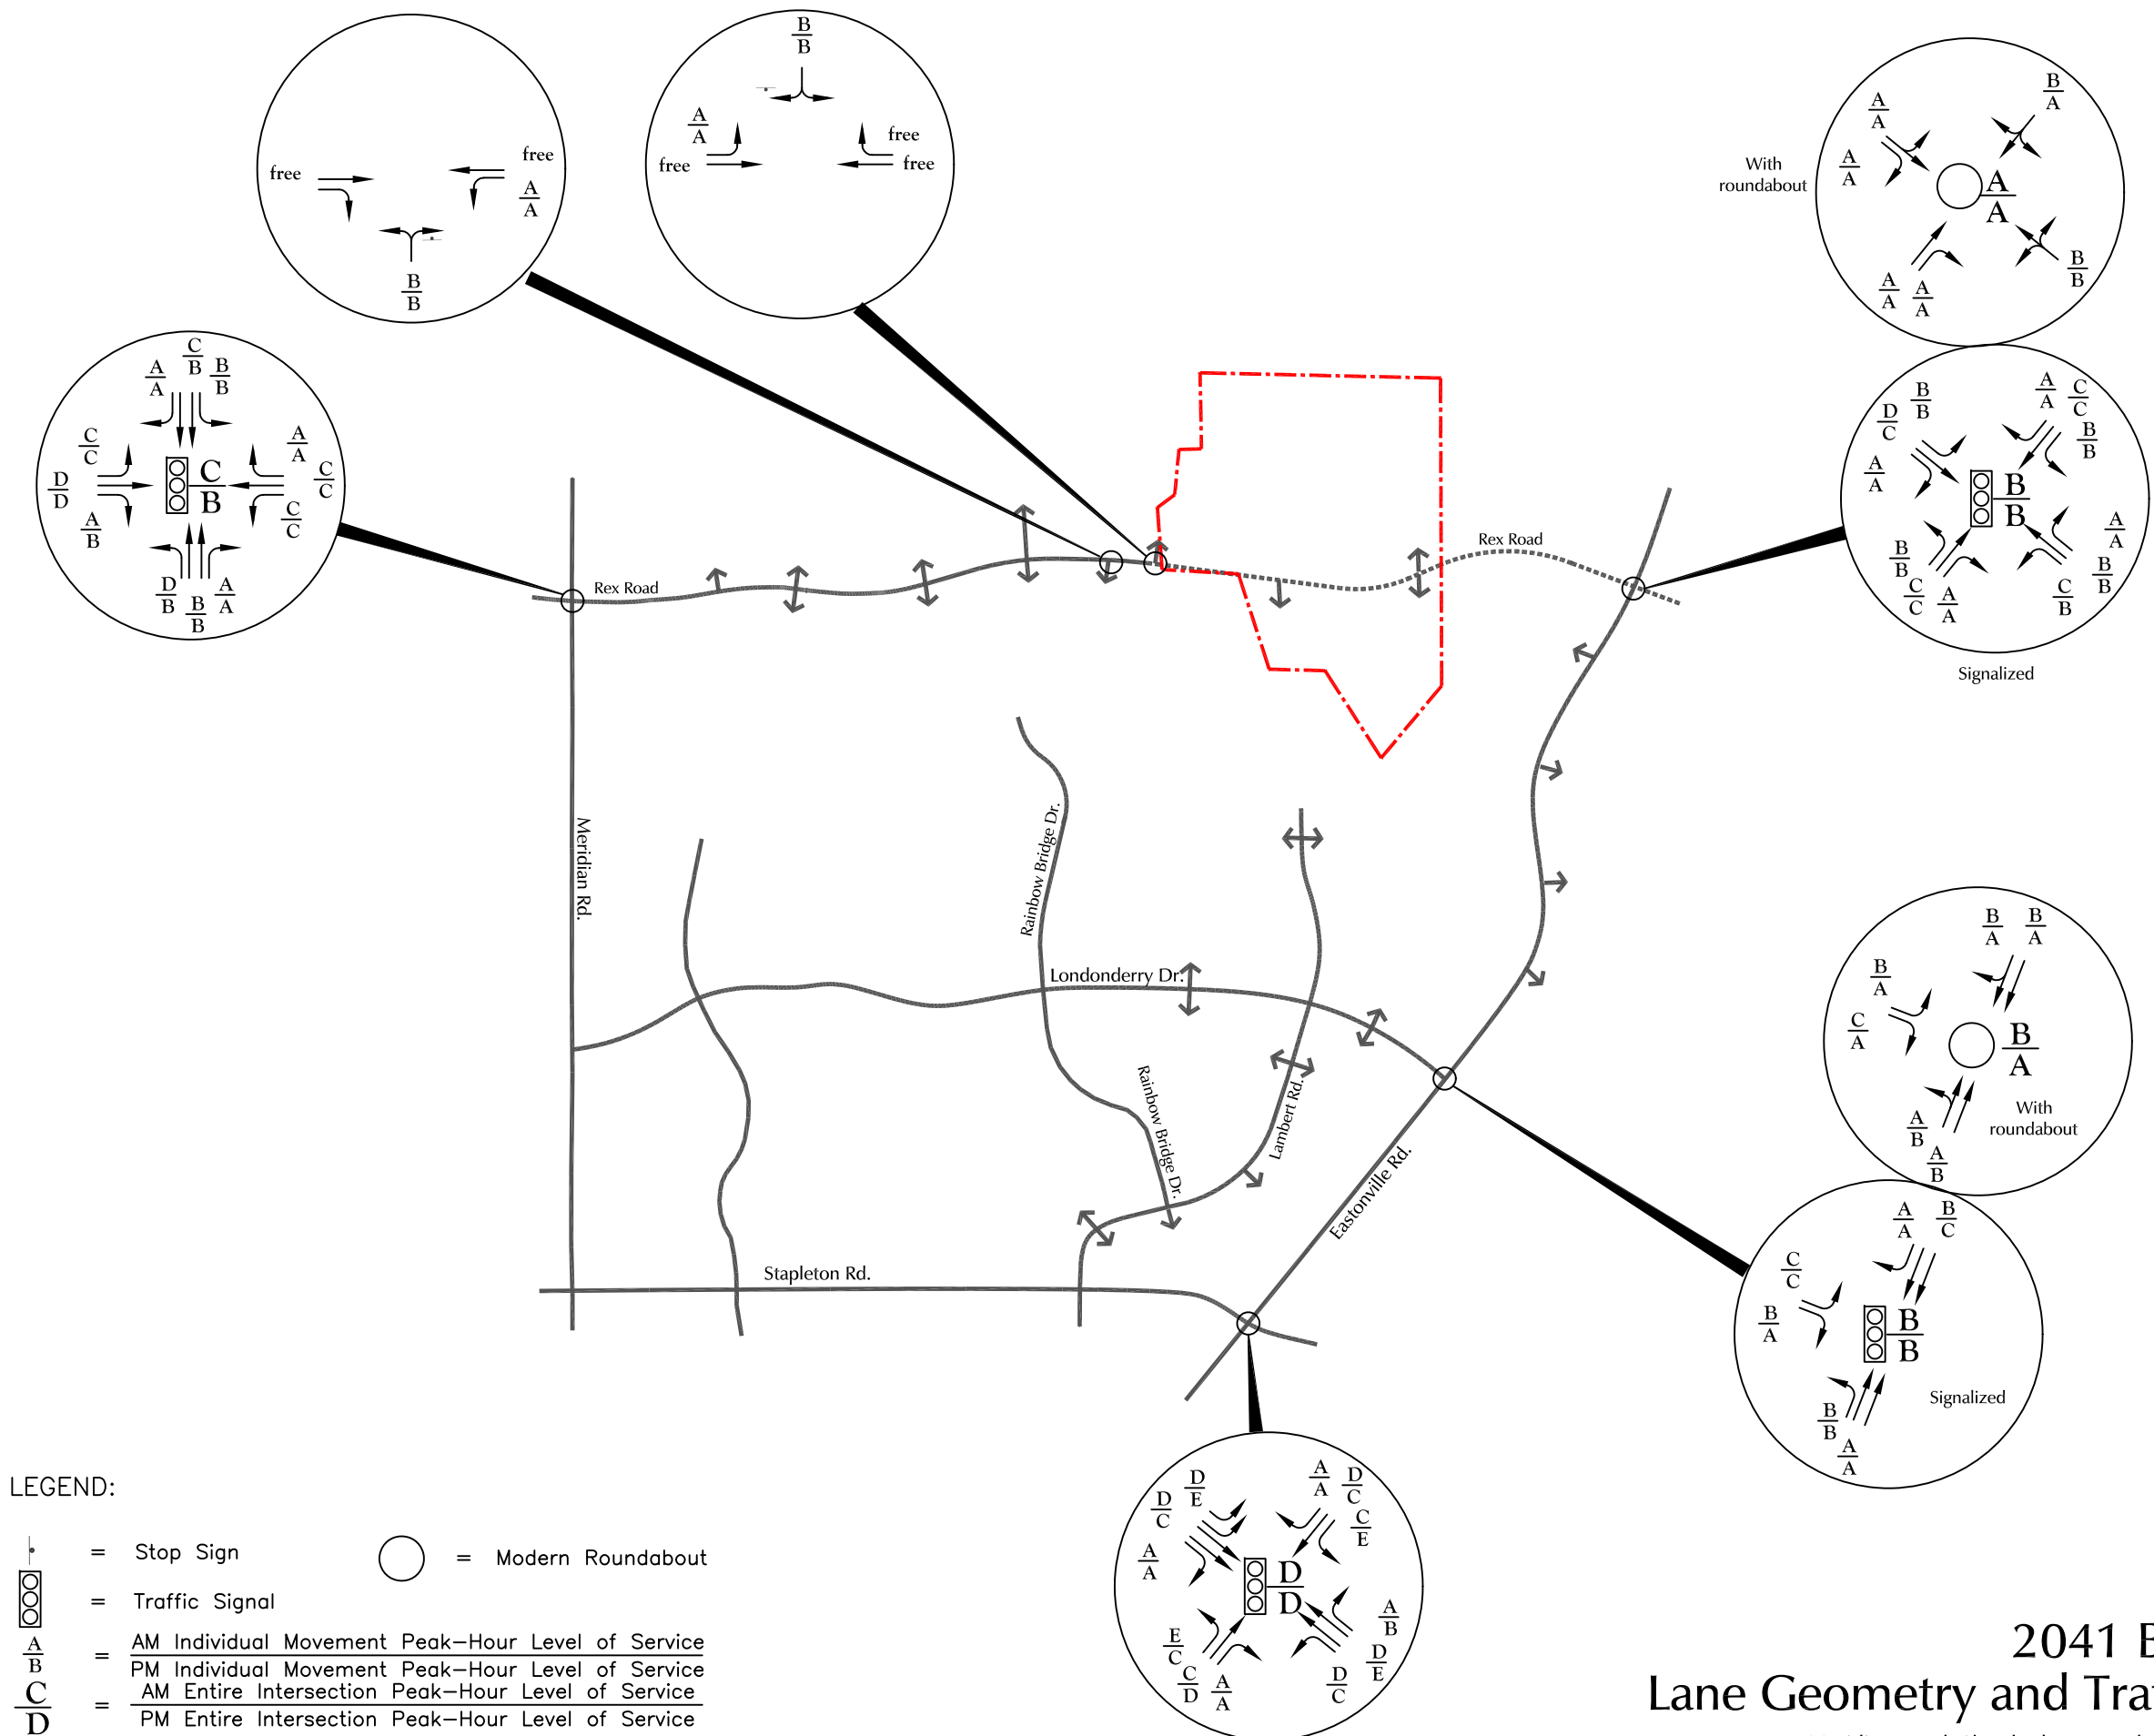 B
B
A
A
free
free
free
free
free
A
A
B
B
B
A
A
A
A
A
With
roundabout
A
A
B
B
A
A
A
A
C
B
B
B
A
A
C
C
D
D
A
B
C
B
A
A
C
C
C
C
D
B
B
B
A
A
B
B
D
C
A
A
A
A
C
C
B
B
B
B
B
B
C
C
A
A
A
A
B
B
C
B
Signalized
Rex Road
Rex Road
Meridian Rd.
Rainbow Bridge Dr.
Londonderry Dr.
Rainbow Bridge Dr.
Lambert Rd.
Eastonville Rd.
Stapleton Rd.
B
A
B
A
B
A
C
A
B
A
With
roundabout
A
B
A
B
A
A
B
C
C
C
B
A
B
B
Signalized
B
B
A
A
D
E
D
C
A
A
A
A
D
C
C
E
D
D
E
C
C
D
A
A
A
B
D
E
D
C
LEGEND:
= Stop Sign
= Modern Roundabout
= Traffic Signal
A
B
=
AM Individual Movement Peak-Hour Level of Service
PM Individual Movement Peak-Hour Level of Service
C
D
=
AM Entire Intersection Peak-Hour Level of Service
PM Entire Intersection Peak-Hour Level of Service
2041 B
Lane Geometry and Tra